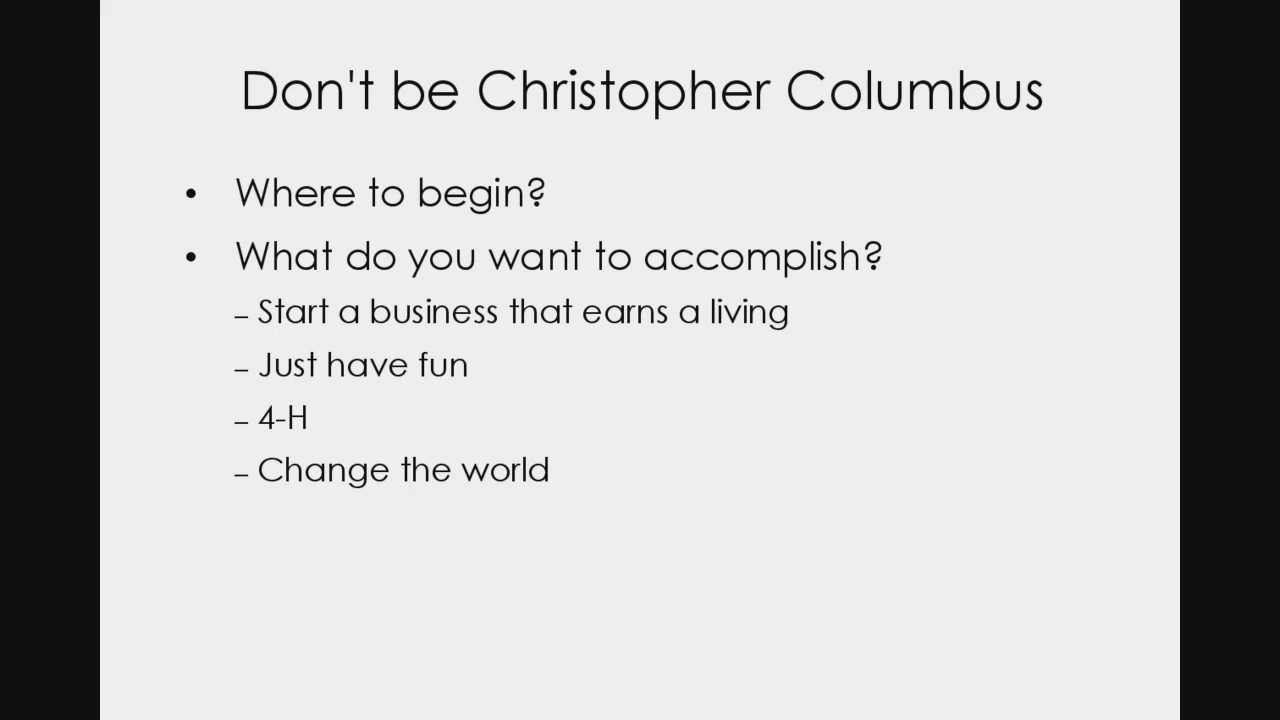 Don't be Christopher Columbus
• Where to begin?
• What do you want to accomplish?
– Start a business that earns a living
– Just have fun
– 4-H
– Change the world